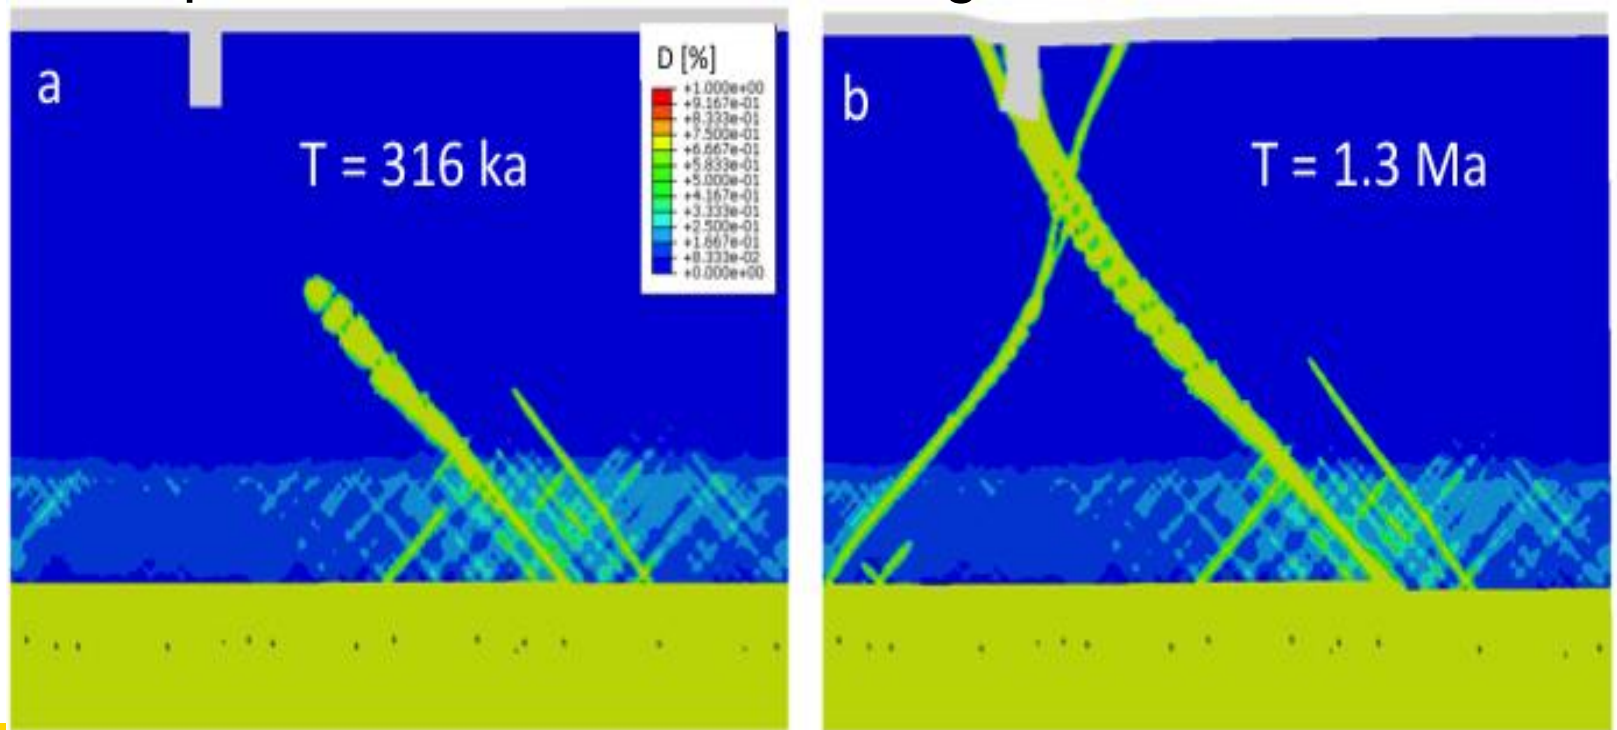 a
T = 316 ka
D [%]
+1.000e+00
+9.167e-01
+8.333e-01
+7.500e-01
+6.667e-01
+5.833e-01
+5.000e-01
+4.167e-01
+3.333e-01
+2.500e-01
+1.667e-01
+8.333e-02
+0.000e+00
b
T = 1.3 Ma